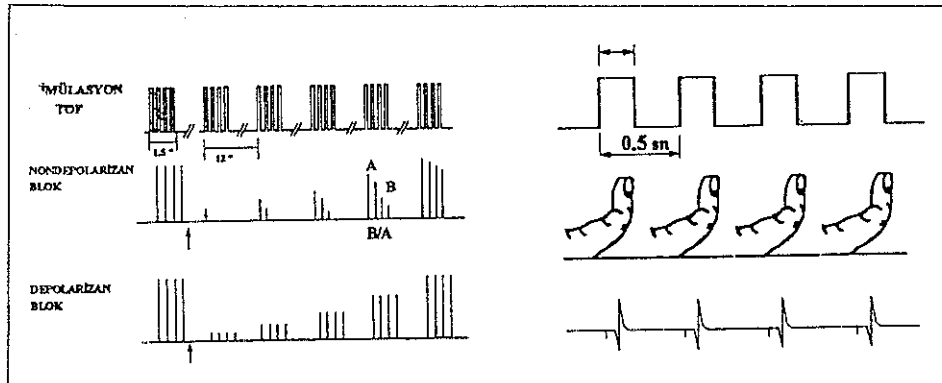 İMÜLASYON
TOF
1.5 "
12 "
NONDEPOLARİZAN
BLOK
A
B
B/A
DEPOLARİZAN
BLOK
0.5 sn